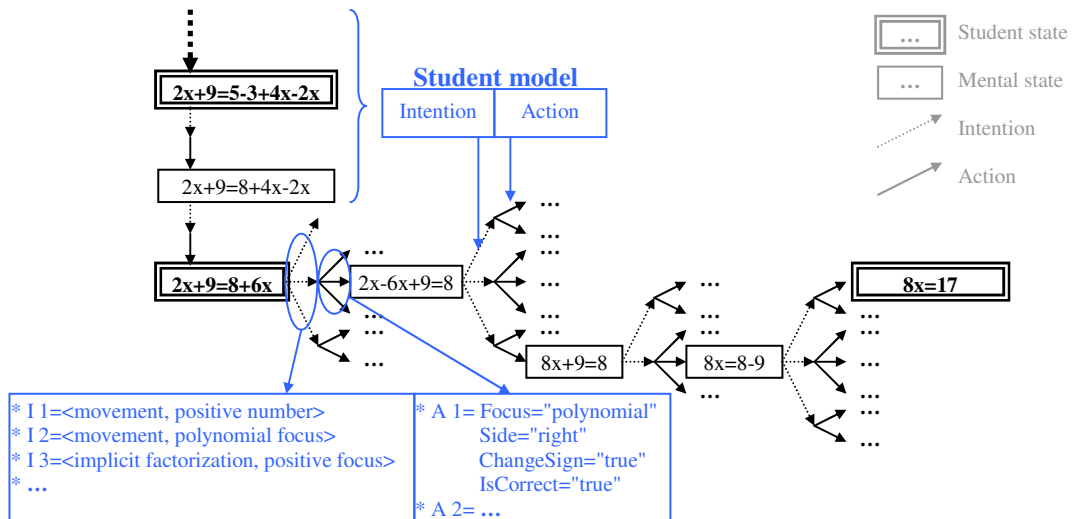 ...
Student state
2x+9=5-3+4x-2x
Student model
...
Mental state
Intention
Action
Intention
2x+9=8+4x-2x
Action
...
...
...
2x+9=8+6x
2x-6x+9=8
...
...
8x=17
...
...
...
...
...
...
...
8x+9=8
...
8x=8-9
...
...
...
...
...
* I 1=<movement, positive number>
* I 2=<movement, polynomial focus>
* I 3=<implicit factorization, positive focus>
* ...
* A 1= Focus="polynomial"
Side="right"
ChangeSign="true"
IsCorrect="true"
* A 2= ...